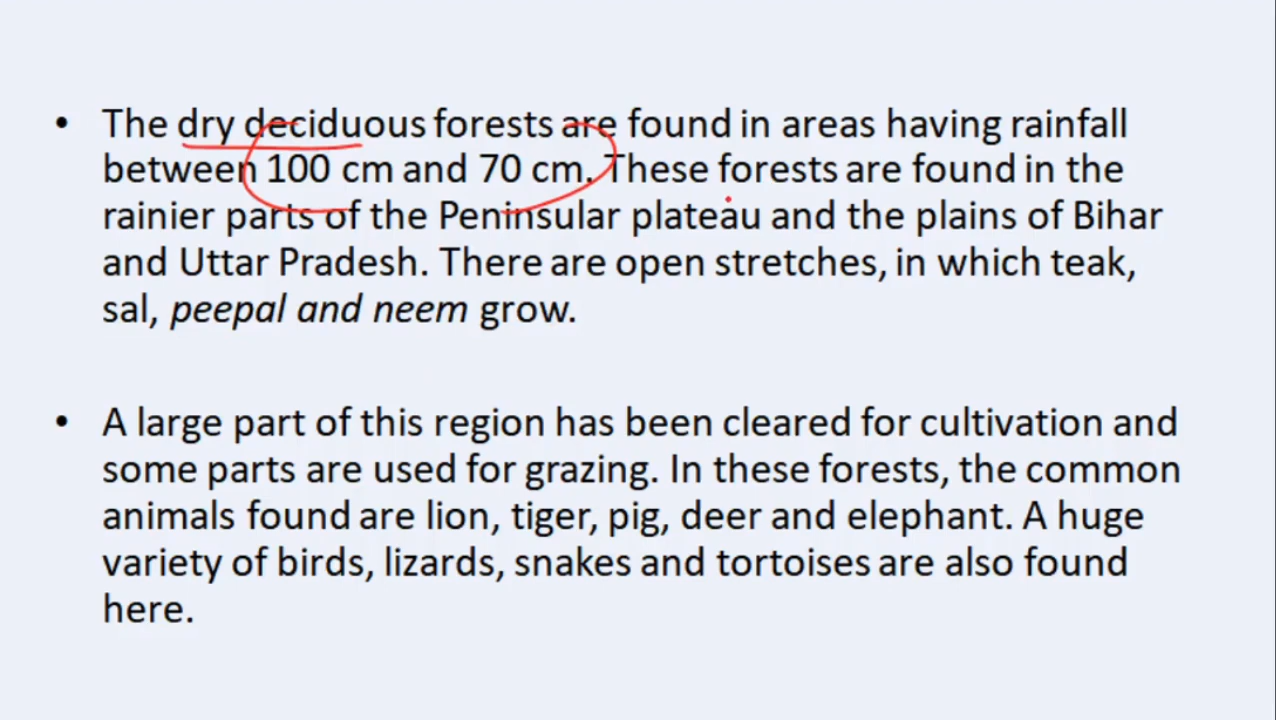 • The dry deciduous forests are found in areas having rainfall
between 100 cm and 70 cm. These forests are found in the
rainier parts of the Peninsular plateau and the plains of Bihar
and Uttar Pradesh. There are open stretches, in which teak,
sal, peepal and neem grow.
• A large part of this region has been cleared for cultivation and
some parts are used for grazing. In these forests, the common
animals found are lion, tiger, pig, deer and elephant. A huge
variety of birds, lizards, snakes and tortoises are also found
here.